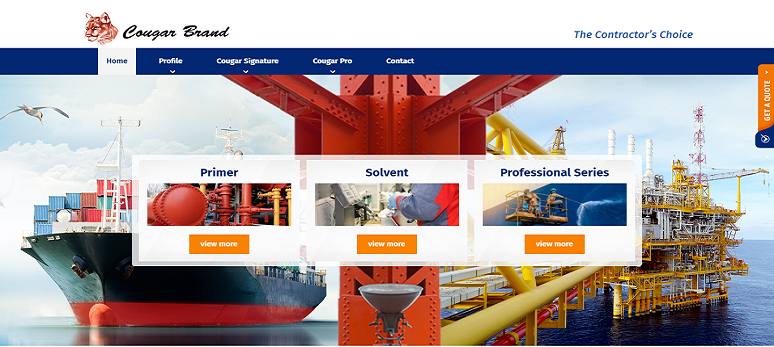 Cougar Brand
The Contractor's Choice
Home
Profile
Cougar Signature
Cougar Pro
Contact
GET A QUOTE
Primer
Solvent
Professional Series
view more
view more
view more